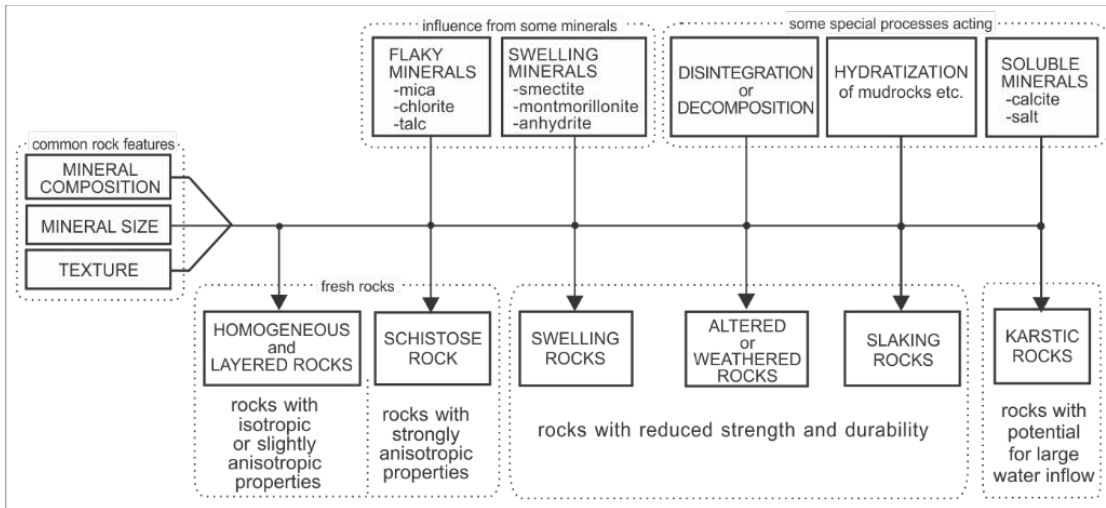 influence from some minerals
some special processes acting
FLAKY
MINERALS
-mica
-chlorite
-talc
SWELLING
MINERALS
-smectite
-montmorillonite
-anhydrite
DISINTEGRATION
or
DECOMPOSITION
HYDRATIZATION
of mudrocks etc.
SOLUBLE
MINERALS
-calcite
-salt
common rock features
MINERAL
COMPOSITION
MINERAL SIZE
TEXTURE
fresh rocks
HOMOGENEOUS
and
LAYERED ROCKS
SCHISTOSE
ROCK
SWELLING
ROCKS
ALTERED
or
WEATHERED
ROCKS
SLAKING
ROCKS
KARSTIC
ROCKS
rocks with
isotropic
or slightly
anisotropic
properties
rocks with
strongly
anisotropic
properties
rocks with reduced strength and durability
rocks with
potential
for large
water inflow